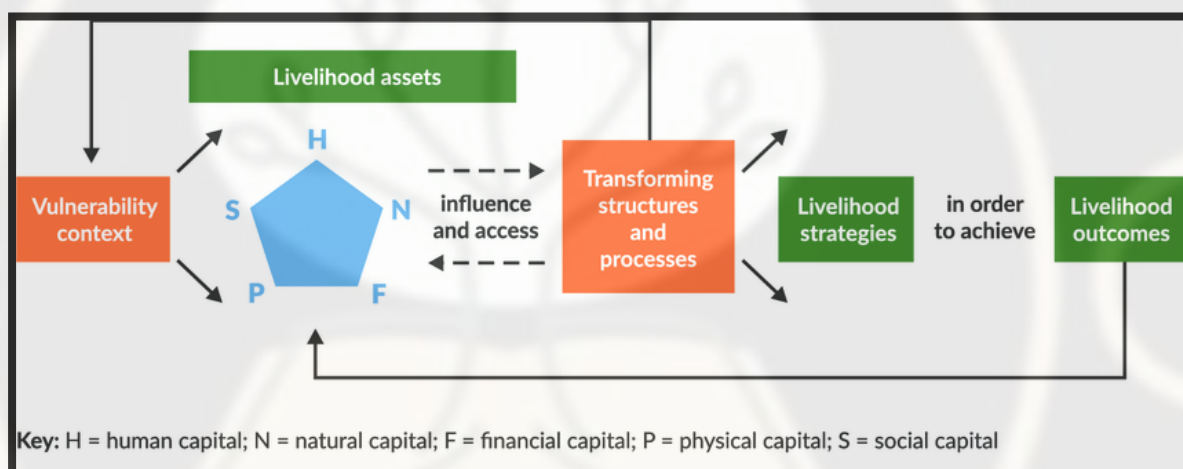 Livelihood assets
H
S
N
P
F
Vulnerability
context
influence
and access
Transforming
structures
and
processes
Livelihood
strategies
in order
to achieve
Livelihood
outcomes
Key: H = human capital; N = natural capital; F = financial capital; P = physical capital; S = social capital